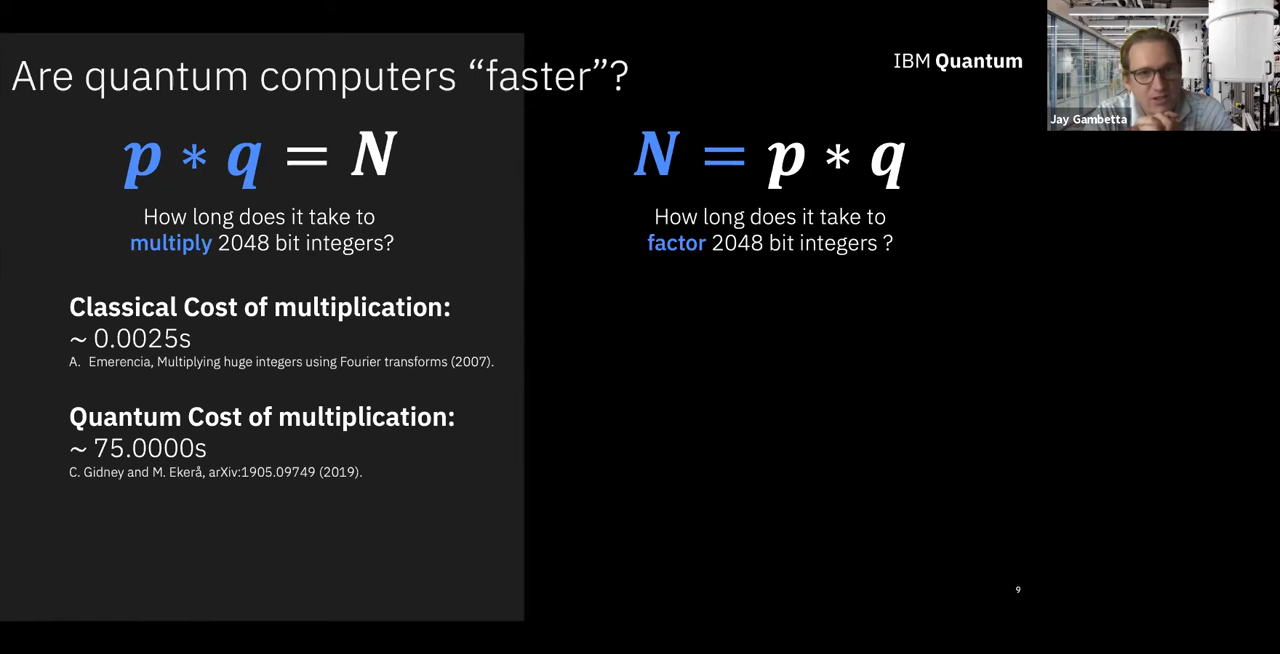 Are quantum computers “faster”?
IBM Quantum
Jay Gambetta
p * q = N
How long does it take to
multiply 2048 bit integers?
Classical Cost of multiplication:
~ 0.0025s
A. Emerencia, Multiplying huge integers using Fourier transforms (2007).
Quantum Cost of multiplication:
~ 75.0000s
C. Gidney and M. Ekerå, arXiv:1905.09749 (2019).
N = p * q
How long does it take to
factor 2048 bit integers ?
9